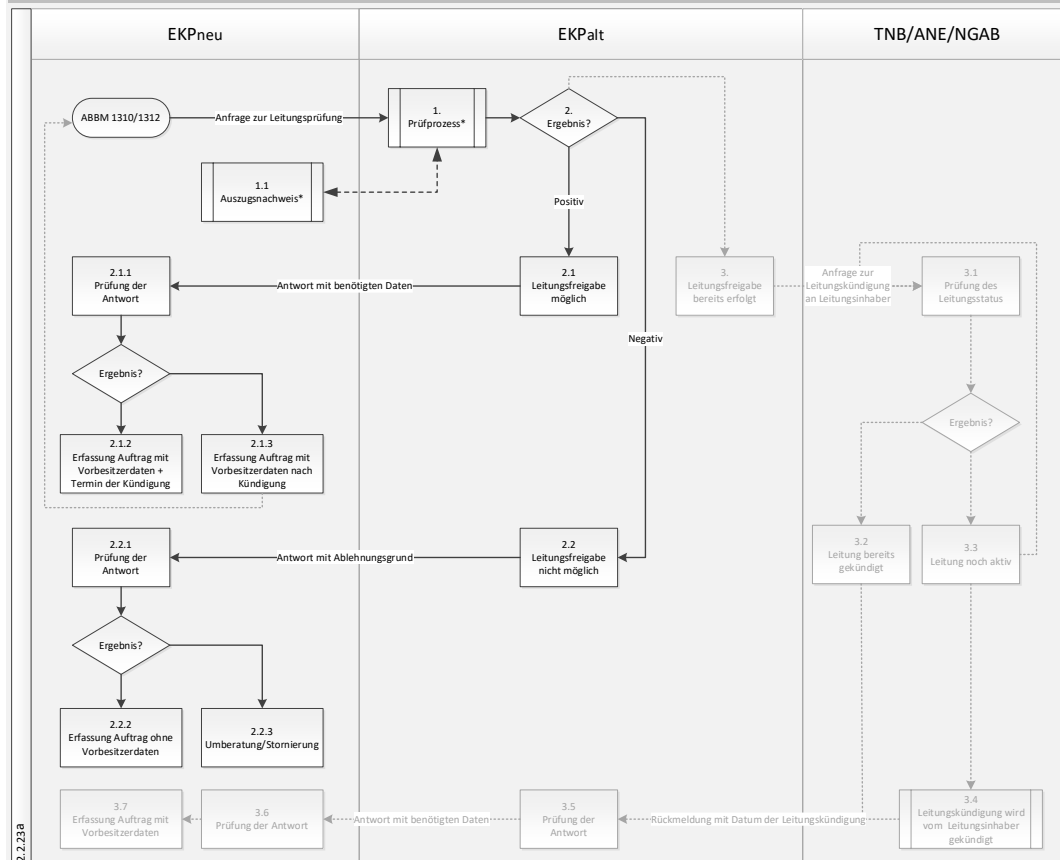 EKPneu
EKPalt
TNB/ANE/NGAB
ABBM 1310/1312
Anfrage zur Leitungsprüfung
1.
Prüfprozess*
2.
Ergebnis?
1.1
Auszugsnachweis*
Positiv
2.1.1
Prüfung der
Antwort
Antwort mit benötigten Daten
2.1
Leitungsfreigabe
möglich
3.
Leitungsfreigabe
bereits erfolgt
Anfrage zur
Leitungskündigung
an Leitungsinhaber
3.1
Prüfung des
Leitungsstatus
Negativ
Ergebnis?
Ergebnis?
2.1.2
Erfassung Auftrag mit
Vorbesitzerdaten +
Termin der Kündigung
2.1.3
Erfassung Auftrag mit
Vorbesitzerdaten nach
Kündigung
2.2.1
Prüfung der
Antwort
Antwort mit Ablehnungsgrund
2.2
Leitungsfreigabe
nicht möglich
3.2
Leitung bereits
gekündigt
3.3
Leitung noch aktiv
Ergebnis?
2.2.2
Erfassung Auftrag ohne
Vorbesitzerdaten
2.2.3
Umberatung/Stornierung
3.7
Erfassung Auftrag mit
Vorbesitzerdaten
3.6
Prüfung der Antwort
Antwort mit benötigten Daten
3.5
Prüfung der
Antwort
Rückmeldung mit Datum der Leitungskündigung
3.4
Leitungskündigung wird
vom Leitungsinhaber
gekündigt
2.2.23a